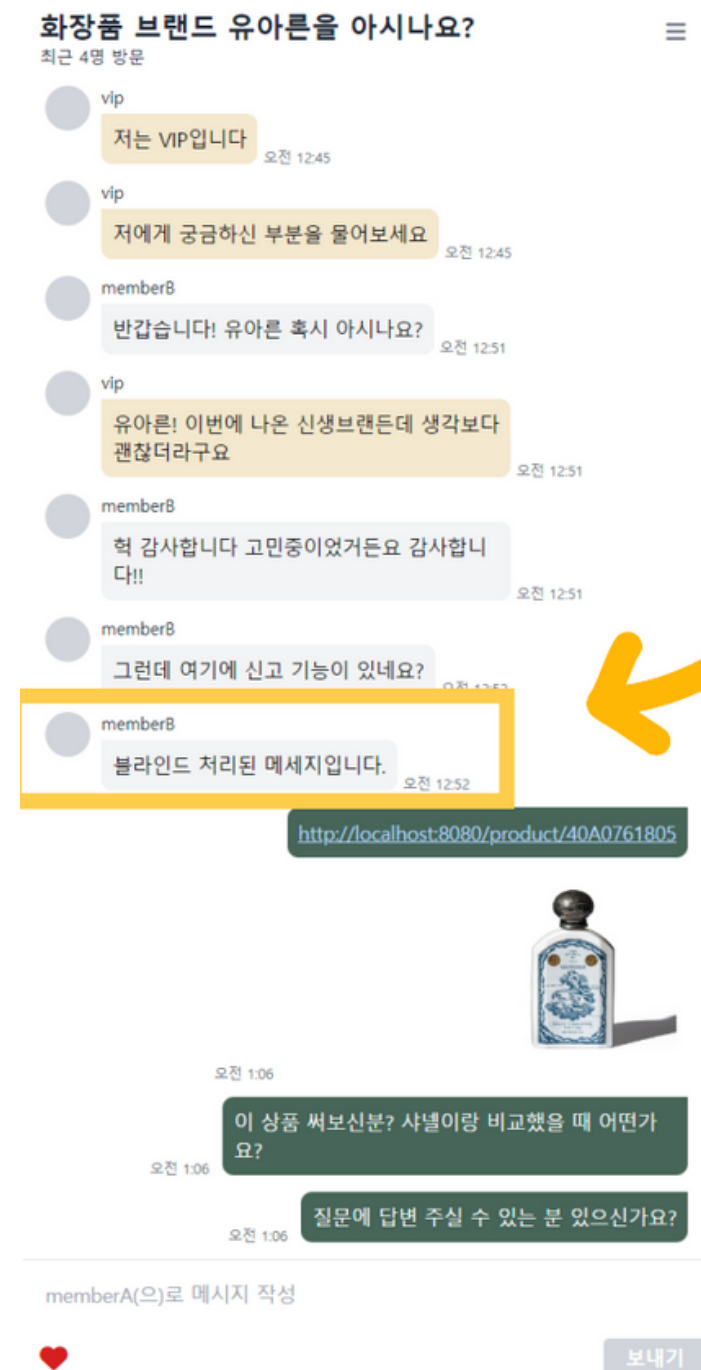 화장품 브랜드 유아른을 아시나요?
최근 4명 방문
vip
저는 VIP입니다
오전 12:45
vip
저에게 궁금하신 부분을 물어보세요
오전 12:45
memberB
반갑습니다! 유아른 혹시 아시나요?
오전 12:51
vip
유아른! 이번에 나온 신생브랜든데 생각보다
괜찮더라구요
오전 12:51
memberB
헉 감사합니다 고민중이었거든요 감사합니
다!!
오전 12:51
memberB
그런데 여기에 신고 기능이 있네요?
오전 12:52
memberB
블라인드 처리된 메세지입니다.
오전 12:52
http://localhost:8080/product/40A0761805
오전 1:06
이 상품 써보신분? 샤넬이랑 비교했을 때 어떤가
요?
오전 1:06
질문에 답변 주실 수 있는 분 있으신가요?
오전 1:06
memberA(으)로 메시지 작성
보내기